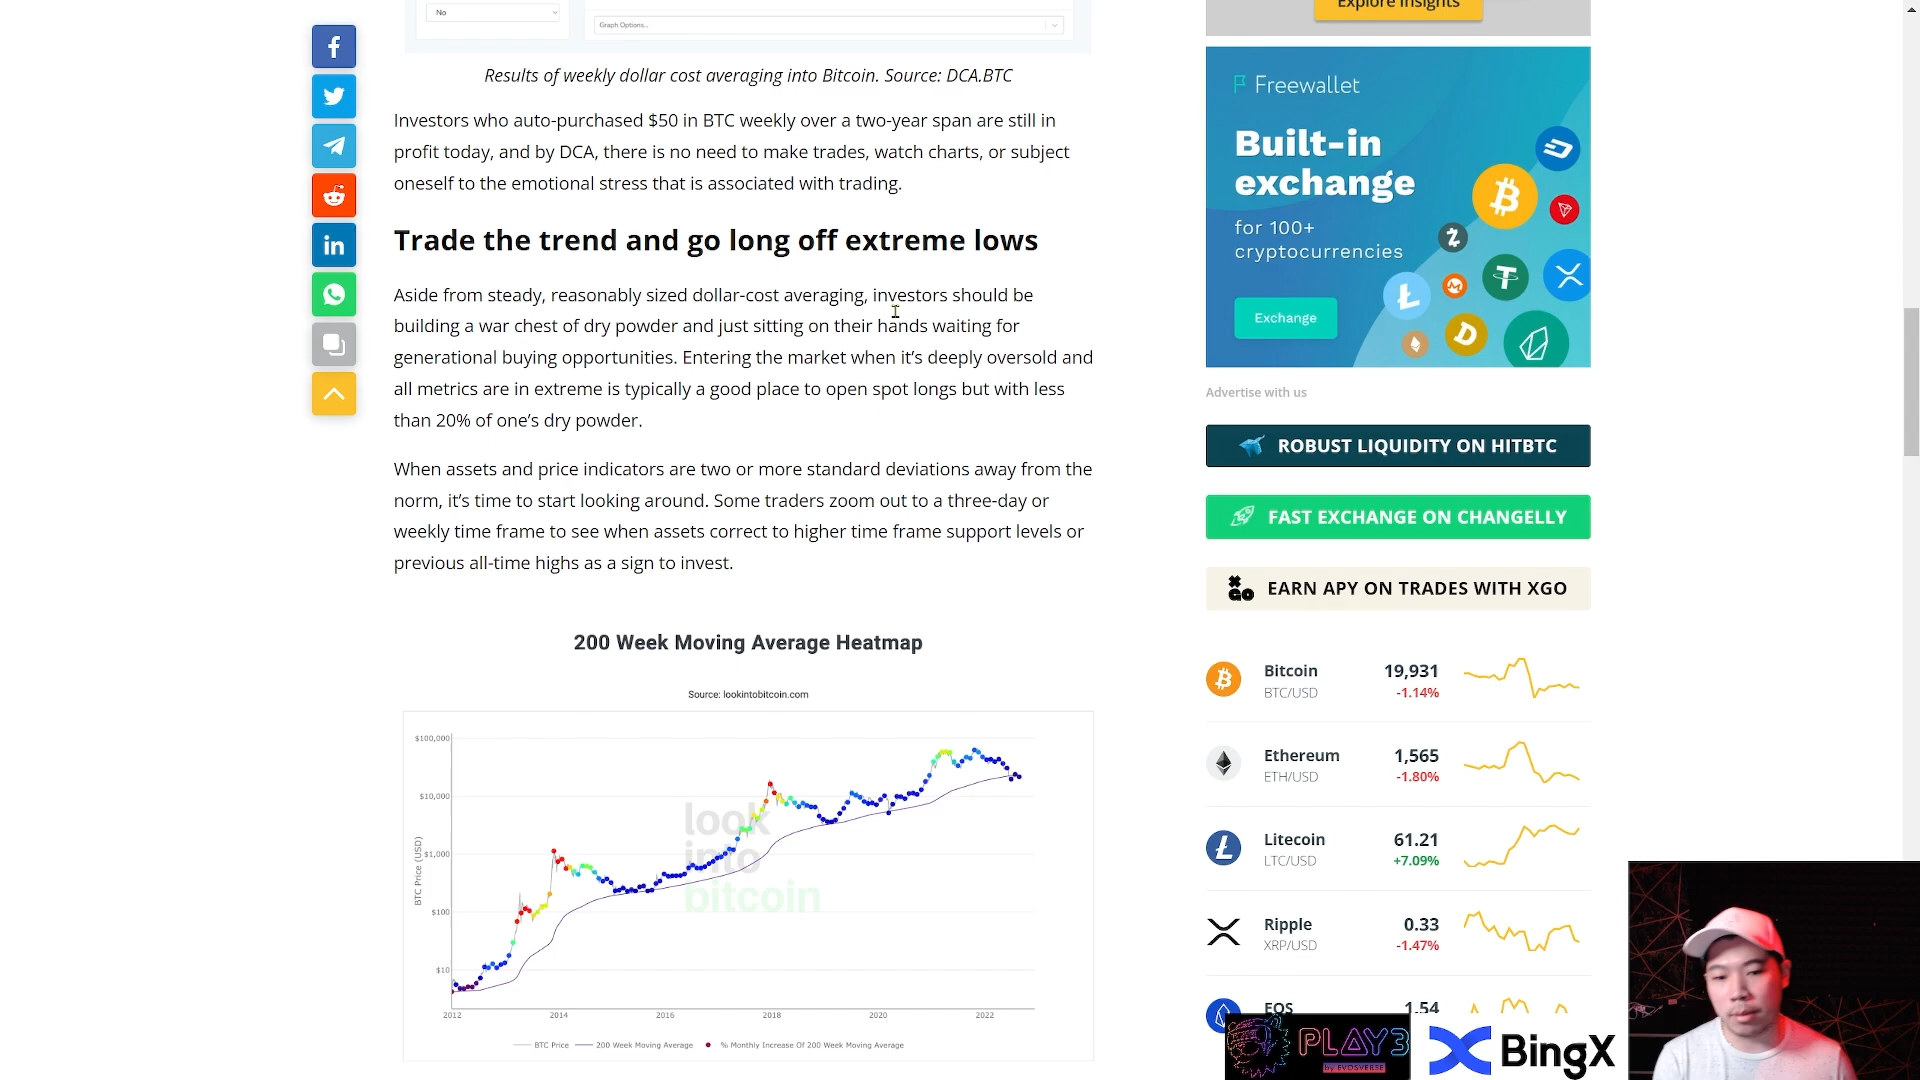 No
Graph Options...
Results of weekly dollar cost averaging into Bitcoin. Source: DCA.BTC
Investors who auto-purchased $50 in BTC weekly over a two-year span are still in
profit today, and by DCA, there is no need to make trades, watch charts, or subject
oneself to the emotional stress that is associated with trading.
Trade the trend and go long off extreme lows
Aside from steady, reasonably sized dollar-cost averaging, investors should be
building a war chest of dry powder and just sitting on their hands waiting for
generational buying opportunities. Entering the market when it’s deeply oversold and
all metrics are in extreme is typically a good place to open spot longs but with less
than 20% of one’s dry powder.
When assets and price indicators are two or more standard deviations away from the
norm, it’s time to start looking around. Some traders zoom out to a three-day or
weekly time frame to see when assets correct to higher time frame support levels or
previous all-time highs as a sign to invest.
200 Week Moving Average Heatmap
Source: lookintobitcoin.com
$100,000
$10,000
$1,000
$100
$10
BTC Price (USD)
look
into
bitcoin
2012 2014 2016 2018 2020 2022
BTC Price 200 Week Moving Average % Monthly Increase Of 200 Week Moving Average
Explore Insights
Freewallet
Built-in
exchange
for 100+
cryptocurrencies
Exchange
Advertise with us
ROBUST LIQUIDITY ON HITBTC
FAST EXCHANGE ON CHANGELLY
EARN APY ON TRADES WITH XGO
Bitcoin 19,931
BTC/USD -1.14%
Ethereum 1,565
ETH/USD -1.80%
Litecoin 61.21
LTC/USD +7.09%
Ripple 0.33
XRP/USD -1.47%
EOS 1.54
PLAY3
by EVOSVERSE
BingX